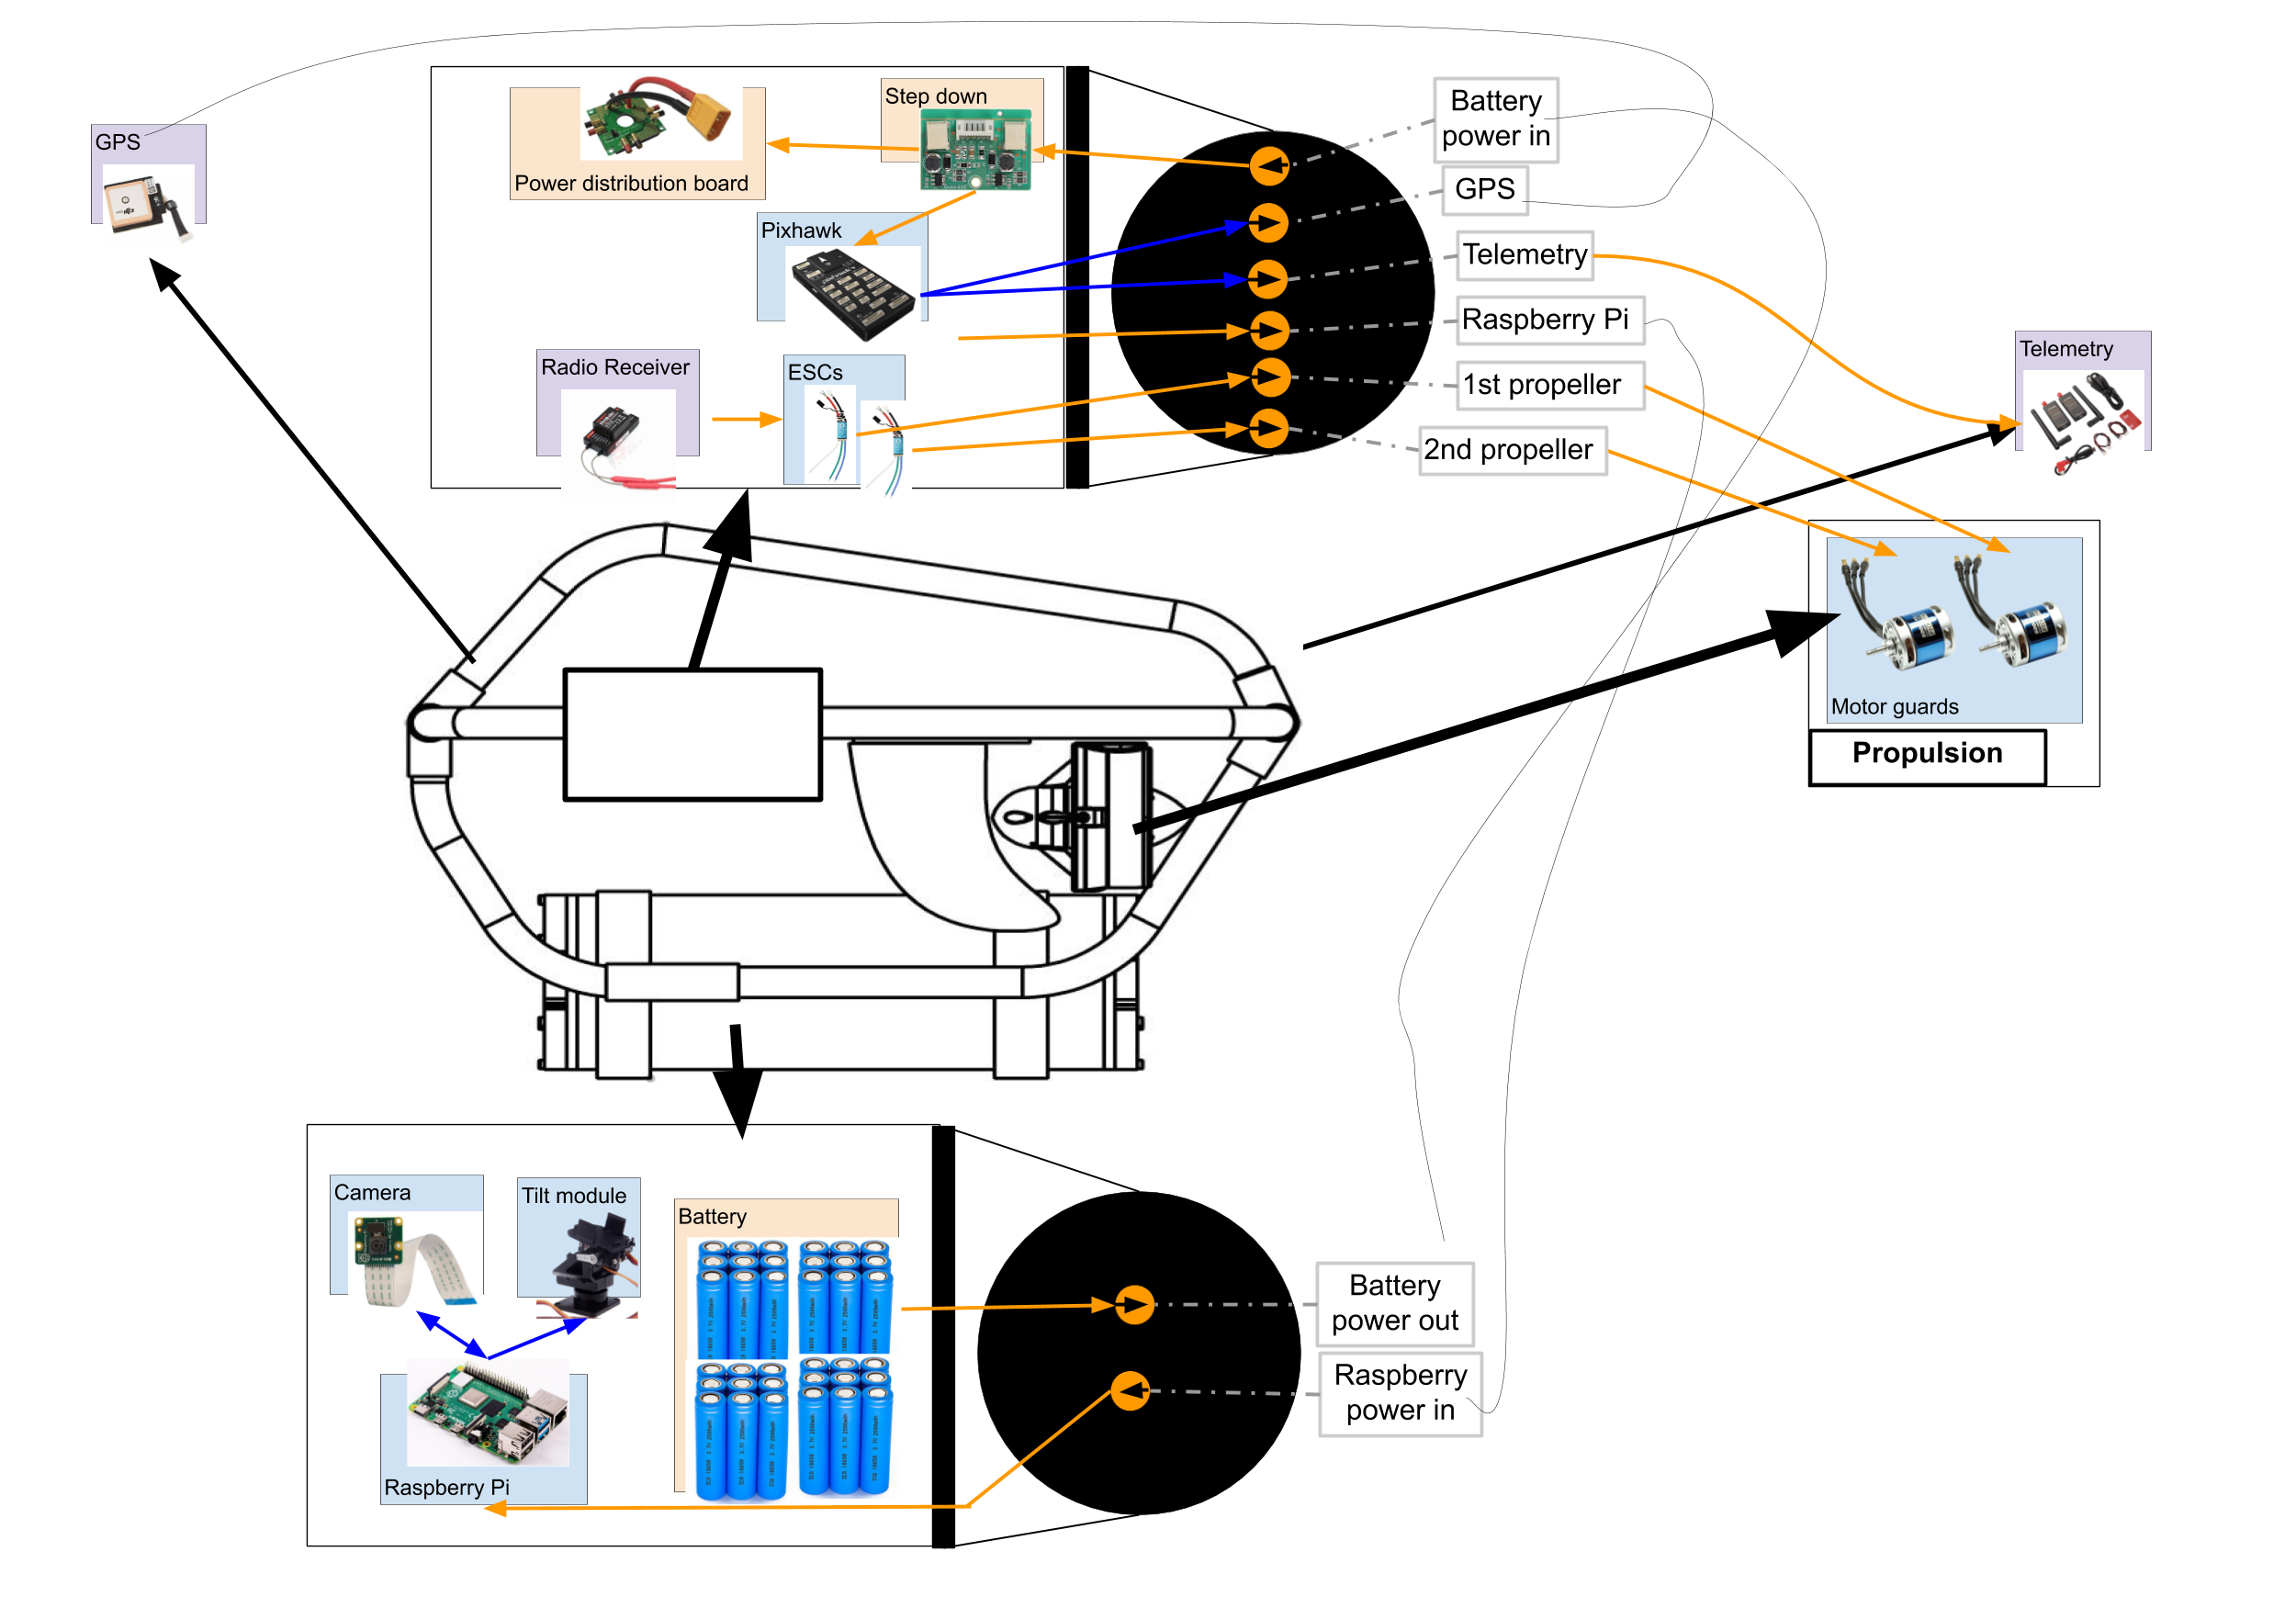 GPS
Power distribution board
Step down
Pixhawk
Radio Receiver
ESCs
Battery
power in
GPS
Telemetry
Raspberry Pi
1st propeller
2nd propeller
Telemetry
Motor guards
Propulsion
Camera
Tilt module
Battery
Raspberry Pi
Battery
power out
Raspberry
power in